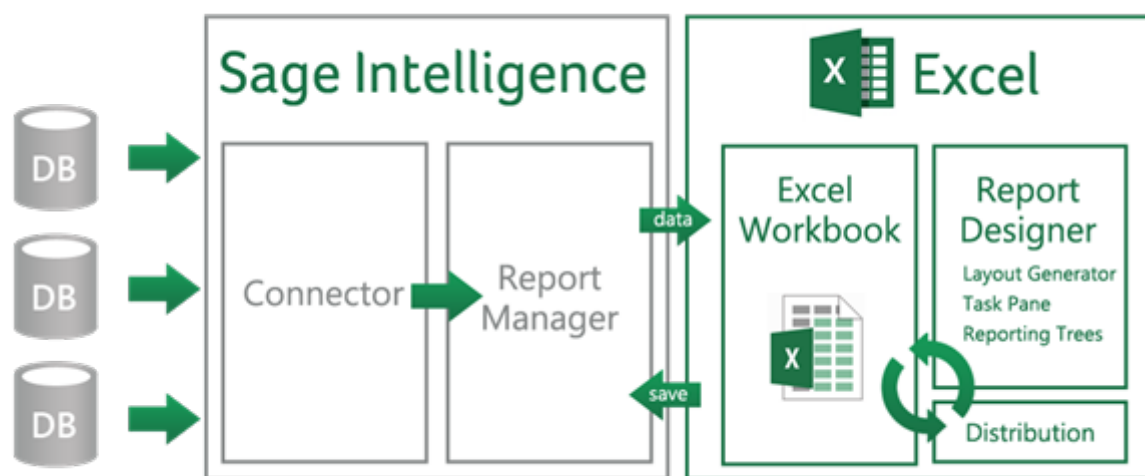 Sage Intelligence
X Excel
DB
DB
DB
Connector
Report
Manager
data
save
Excel
Workbook
X
Report
Designer
Layout Generator
Task Pane
Reporting Trees
Distribution